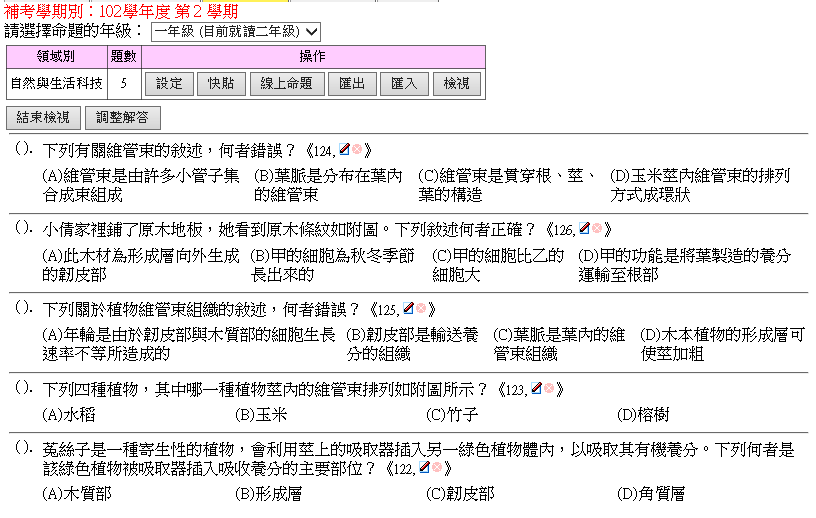 補考學期別：102學年度 第 2 學期
請選擇命題的年級： 一年級 (目前就讀二年級)
領域別 題數 操作
自然與生活科技 5 設定 快貼 線上命題 匯出 匯入 檢視
結束檢視 調整解答
(). 下列有關維管束的敘述，何者錯誤？《124, 》
(A)維管束是由許多小管子集 (B)葉脈是分布在葉內 (C)維管束是貫穿根、莖、 (D)玉米莖內維管束的排列
合成束組成 的維管束 葉的構造 方式成環狀
(). 小倩家裡鋪了原木地板，她看到原木條紋如附圖。下列敘述何者正確？《126, 》
(A)此木材為形成層向外生成 (B)甲的細胞為秋冬季節 (C)甲的細胞比乙的 (D)甲的功能是將葉製造的養分
的韌皮部 長出來的 細胞大 運輸至根部
(). 下列關於植物維管束組織的敘述，何者錯誤？《125, 》
(A)年輪是由於韌皮部與木質部的細胞生長 (B)韌皮部是輸送養 (C)葉脈是葉內的維 (D)木本植物的形成層可
速率不等所造成的 分的組織 管束組織 使莖加粗
(). 下列四種植物，其中哪一種植物莖內的維管束排列如附圖所示？《123, 》
(A)水稻 (B)玉米 (C)竹子 (D)榕樹
(). 菟絲子是一種寄生性的植物，會利用莖上的吸取器插入另一綠色植物體內，以吸取其有機養分。下列何者是
該綠色植物被吸取器插入吸收養分的主要部位？《122, 》
(A)木質部 (B)形成層 (C)韌皮部 (D)角質層